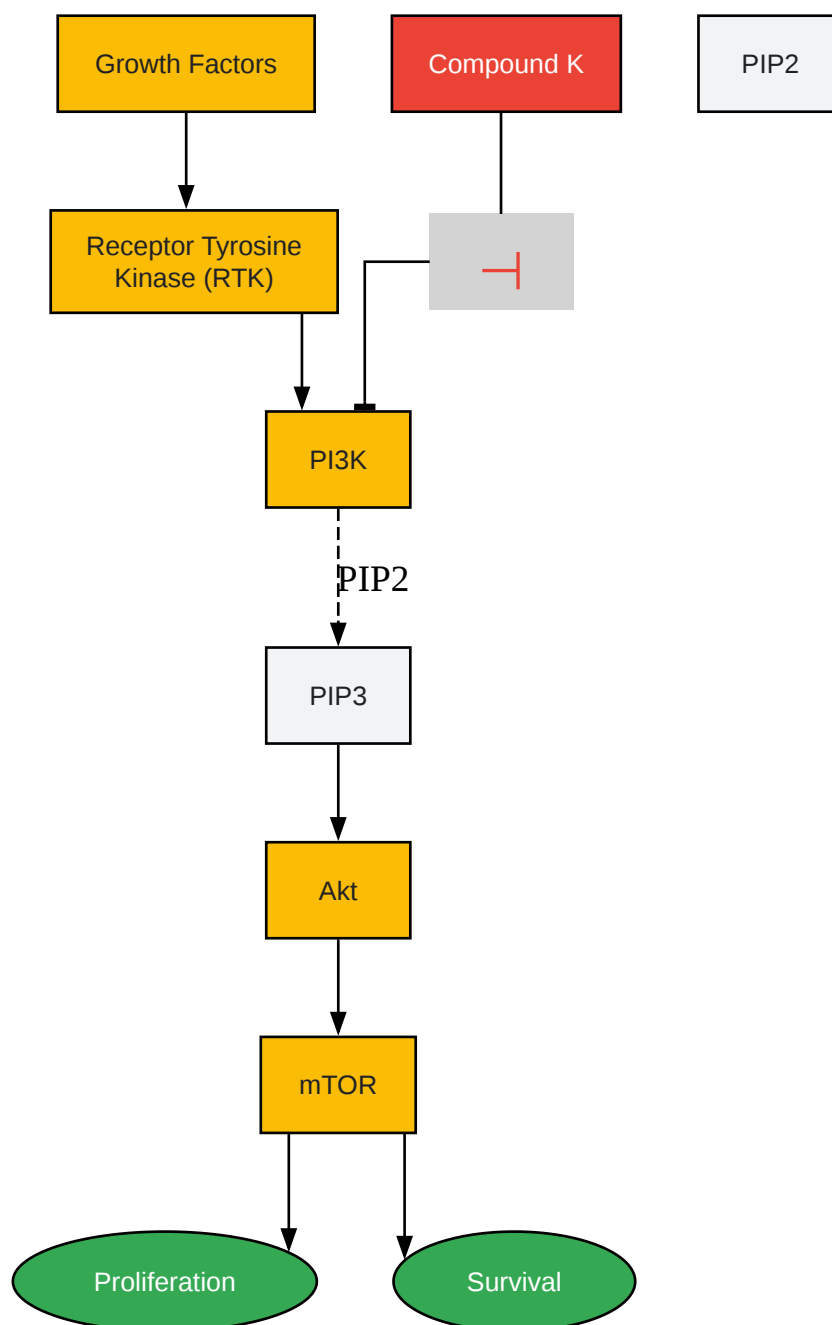 Growth Factors
Compound K
PIP2
Receptor Tyrosine
Kinase (RTK)
PI3K
PIP2
PIP3
Akt
mTOR
Proliferation
Survival